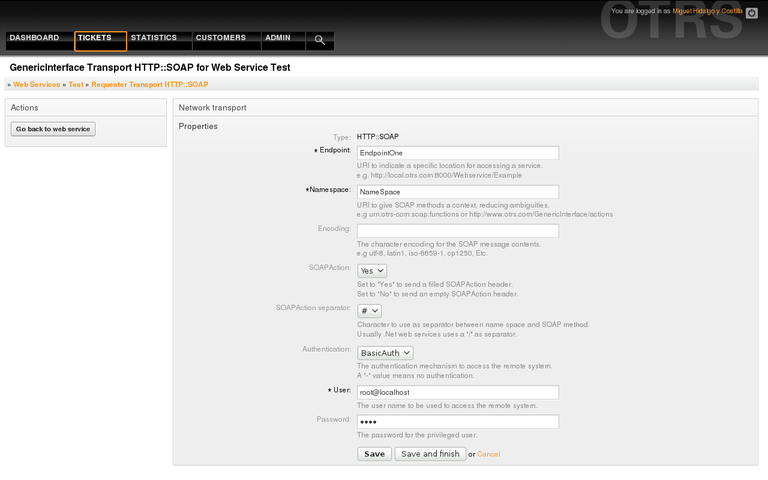 OTRS
You are logged in as Miguel Hidalgo y Costilla
DASHBOARD TICKETS STATISTICS CUSTOMERS ADMIN
GenericInterface Transport HTTP::SOAP for Web Service Test
» Web Services » Test » Requester Transport HTTP::SOAP
Actions
Go back to web service
Network transport
Properties
Type: HTTP::SOAP
* Endpoint: EndpointOne
URI to indicate a specific location for accessing a service.
e.g. http://local.otrs.com:8000/Webservice/Example
*Namespace: NameSpace
URI to give SOAP methods a context, reducing ambiguities.
e.g urn:otrs-com:soap:functions or http://www.otrs.com/GenericInterface/actions
Encoding:
The character encoding for the SOAP message contents.
e.g utf-8, latin1, iso-8859-1, cp1250, Etc.
SOAPAction: Yes
Set to "Yes" to send a filled SOAPAction header.
Set to "No" to send an empty SOAPAction header.
SOAPAction separator: #
Character to use as separator between name space and SOAP method.
Usually .Net web services uses a "/" as separator.
Authentication: BasicAuth
The authentication mechanism to access the remote system.
A "-" value means no authentication.
* User: root@localhost
The user name to be used to access the remote system.
Password: ••••
The password for the privileged user.
Save Save and finish or Cancel